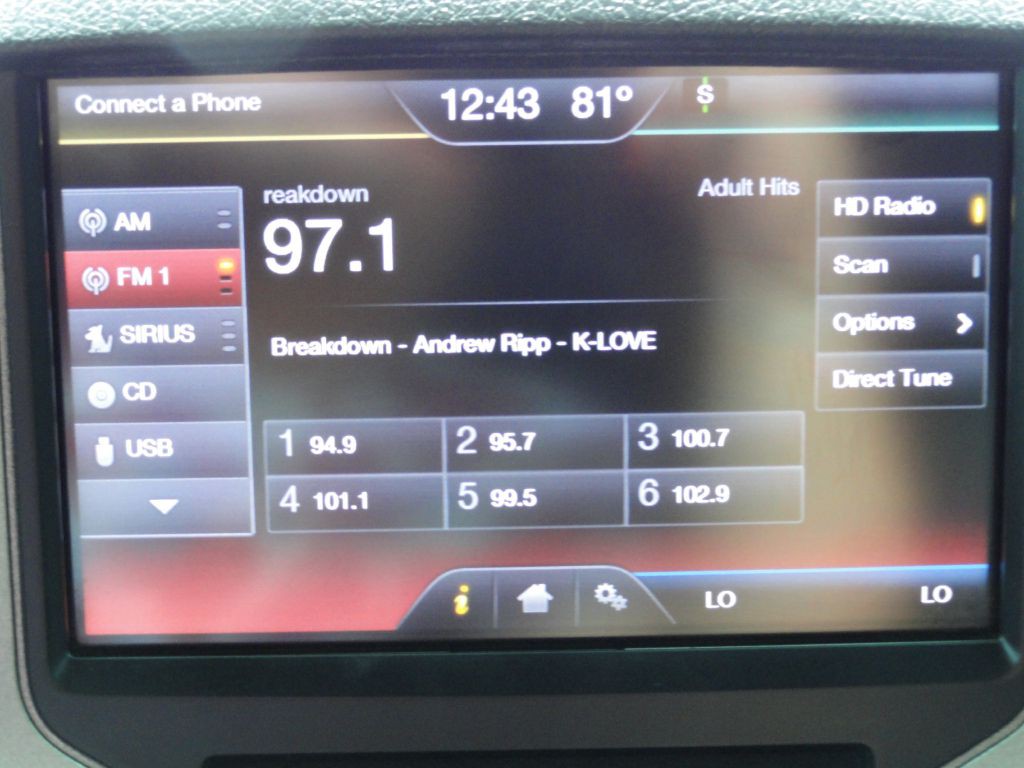 Connect a Phone
12:43 81° S
AM
FM 1
SIRIUS
CD
USB
reakdown
Adult Hits
97.1
Breakdown - Andrew Ripp - K-LOVE
HD Radio
Scan
Options
Direct Tune
1 94.9 2 95.7 3 100.7
4 101.1 5 99.5 6 102.9
i
LO LO